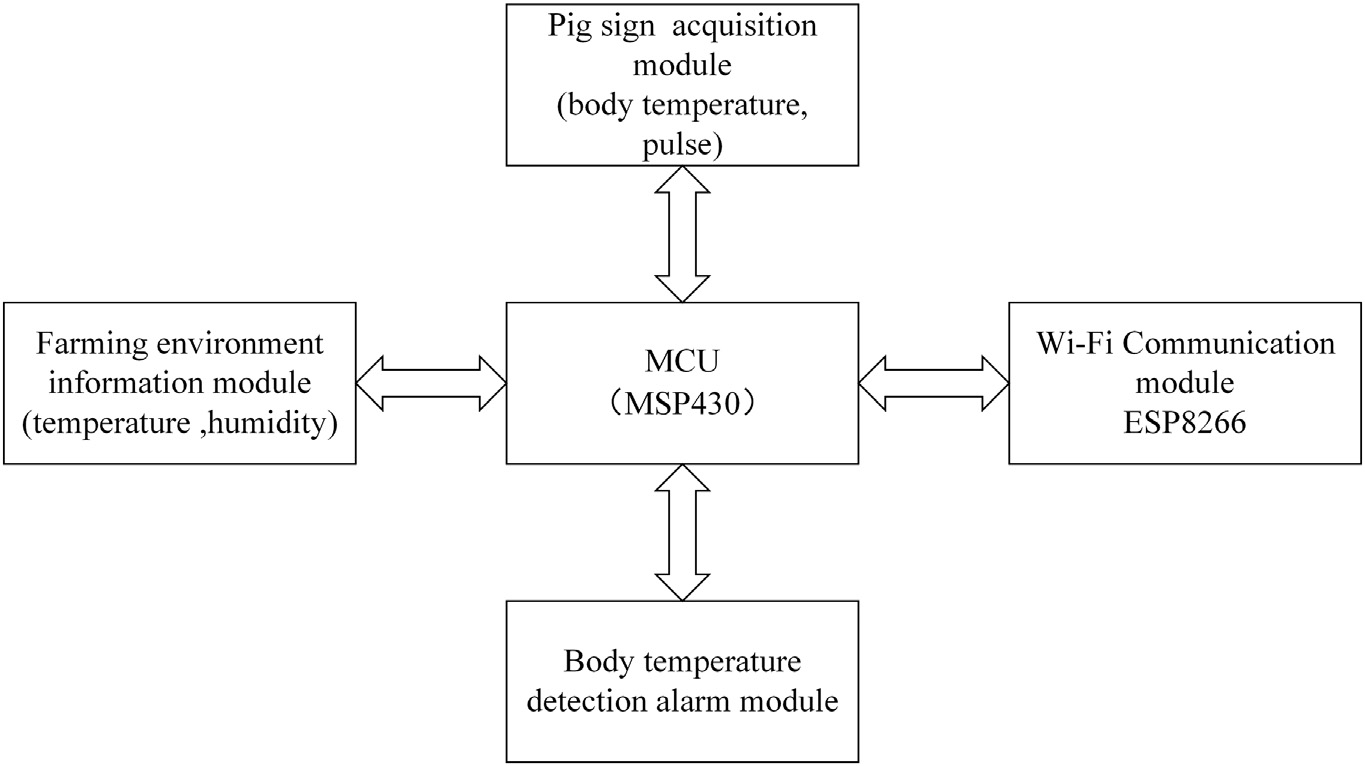 Pig sign acquisition
module
(body temperature,
pulse)
Farming environment
information module
(temperature ,humidity)
MCU
（MSP430）
Wi-Fi Communication
module
ESP8266
Body temperature
detection alarm module